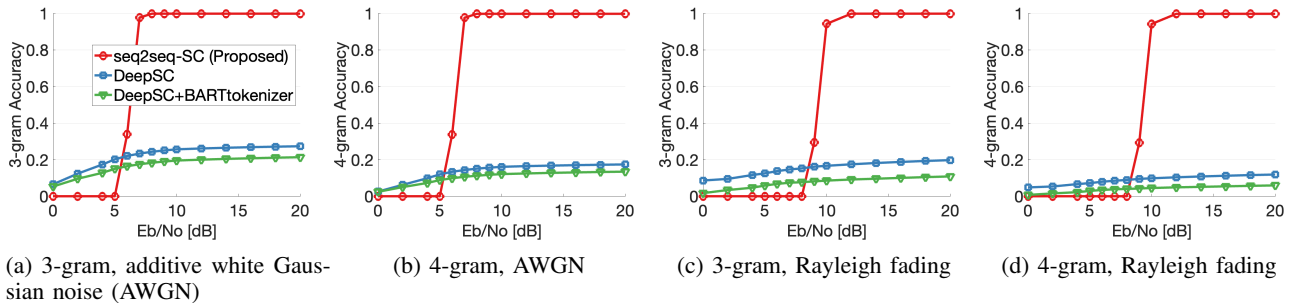 1
0.8
0.6
0.4
0.2
0
3-gram Accuracy
seq2seq-SC (Proposed)
DeepSC
DeepSC+BARTtokenizer
0 5 10 15 20
Eb/No [dB]
(a) 3-gram, additive white Gaus-
sian noise (AWGN)
1
0.8
0.6
0.4
0.2
0
4-gram Accuracy
0 5 10 15 20
Eb/No [dB]
(b) 4-gram, AWGN
1
0.8
0.6
0.4
0.2
0
3-gram Accuracy
0 5 10 15 20
Eb/No [dB]
(c) 3-gram, Rayleigh fading
1
0.8
0.6
0.4
0.2
0
4-gram Accuracy
0 5 10 15 20
Eb/No [dB]
(d) 4-gram, Rayleigh fading